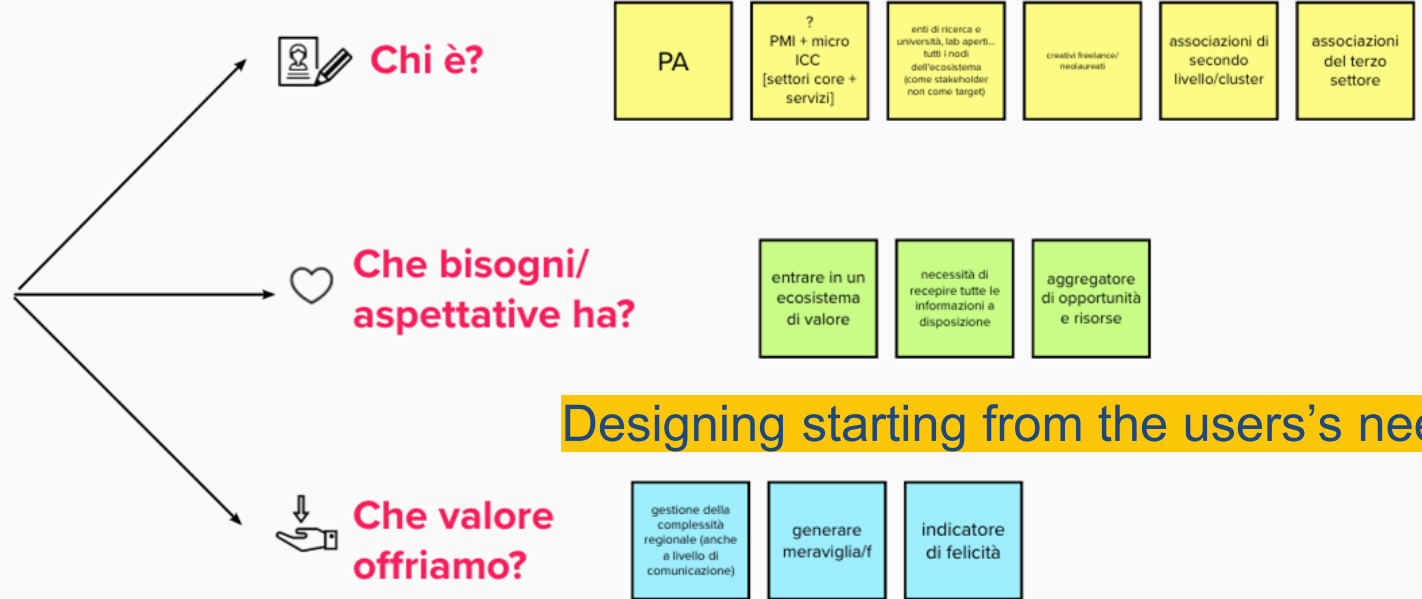 Chi è?
PA
?
PMI + micro
ICC
[settori core +
servizi]
enti di ricerca e
università, lab aperti...
tutti i nodi
dell'ecosistema
(come stakeholder
non come target)
creativi freelance/
neolaureati
associazioni di
secondo
livello/cluster
associazioni
del terzo
settore
Che bisogni/
aspettative ha?
entrare in un
ecosistema
di valore
necessità di
recepire tutte le
informazioni a
disposizione
aggregatore
di opportunità
e risorse
Designing starting from the users's nee
Che valore
offriamo?
gestione della
complessità
regionale (anche
a livello di
comunicazione)
generare
meraviglia/f
indicatore
di felicità